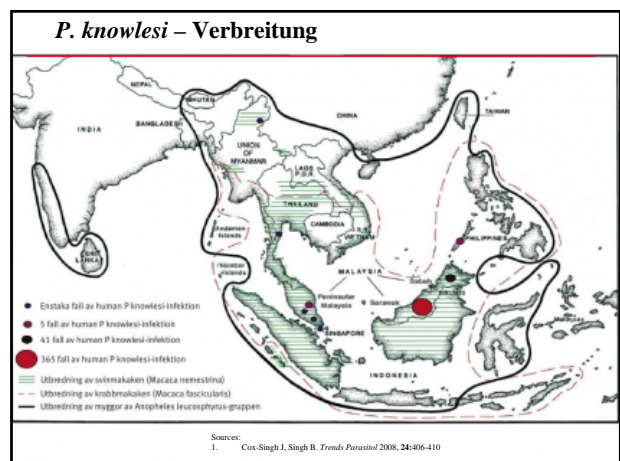 P. knowlesi – Verbreitung
NEPAL
BHUTAN
CHINA
TAIWAN
INDIA
BANGLADESH
UNION
OF
MYANMAR
LAOS
P.D.R.
THAILAND
CAMBODIA
VIETNAM
PHILIPPINES
Andaman
Islands
Nicobar
Islands
SRI
LANKA
MALAYSIA
Sabah
BRUNEI
Peninsular
Malaysia
Sarawak
SINGAPORE
INDONESIA
Enstaka fall av human P knowlesi-infektion
5 fall av human P knowlesi-infektion
41 fall av human P knowlesi-infektion
365 fall av human P knowlesi-infektion
Utbredning av svinmakaken (Macaca nemestrina)
Utbredning av krabbmakaken (Macaca fascicularis)
Utbredning av myggor av Anopheles leucosphyrus-gruppen
Sources:
1. Cox-Singh J, Singh B. Trends Parasitol 2008, 24:406-410